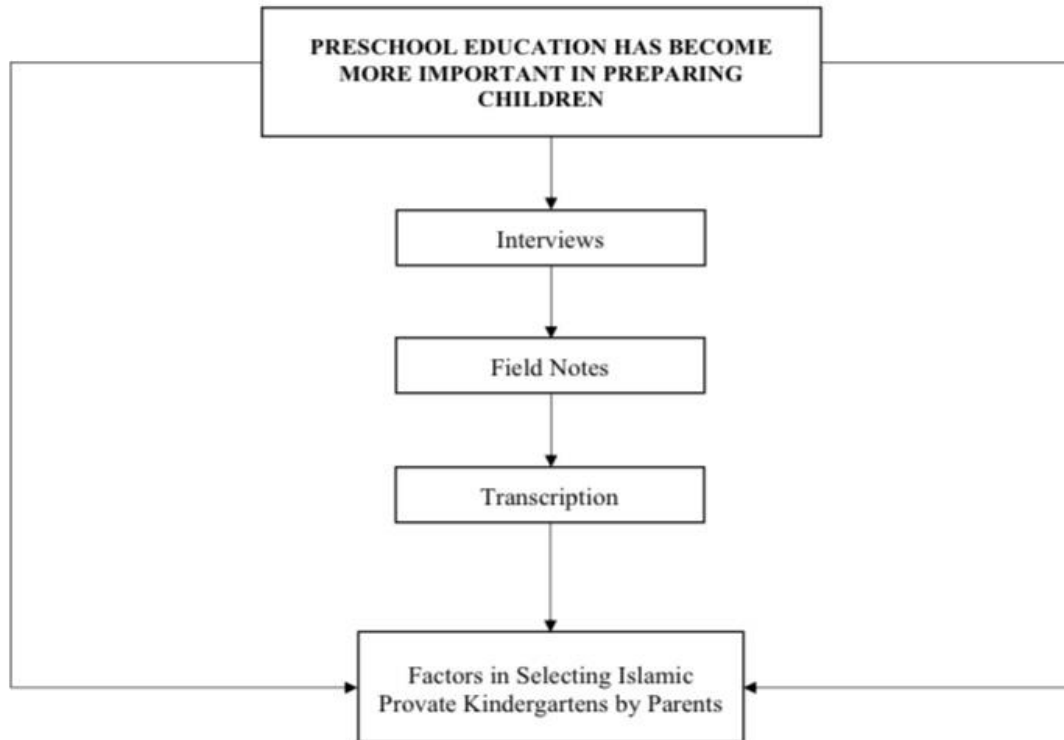 PRESCHOOL EDUCATION HAS BECOME
MORE IMPORTANT IN PREPARING
CHILDREN
Interviews
Field Notes
Transcription
Factors in Selecting Islamic
Provate Kindergartens by Parents